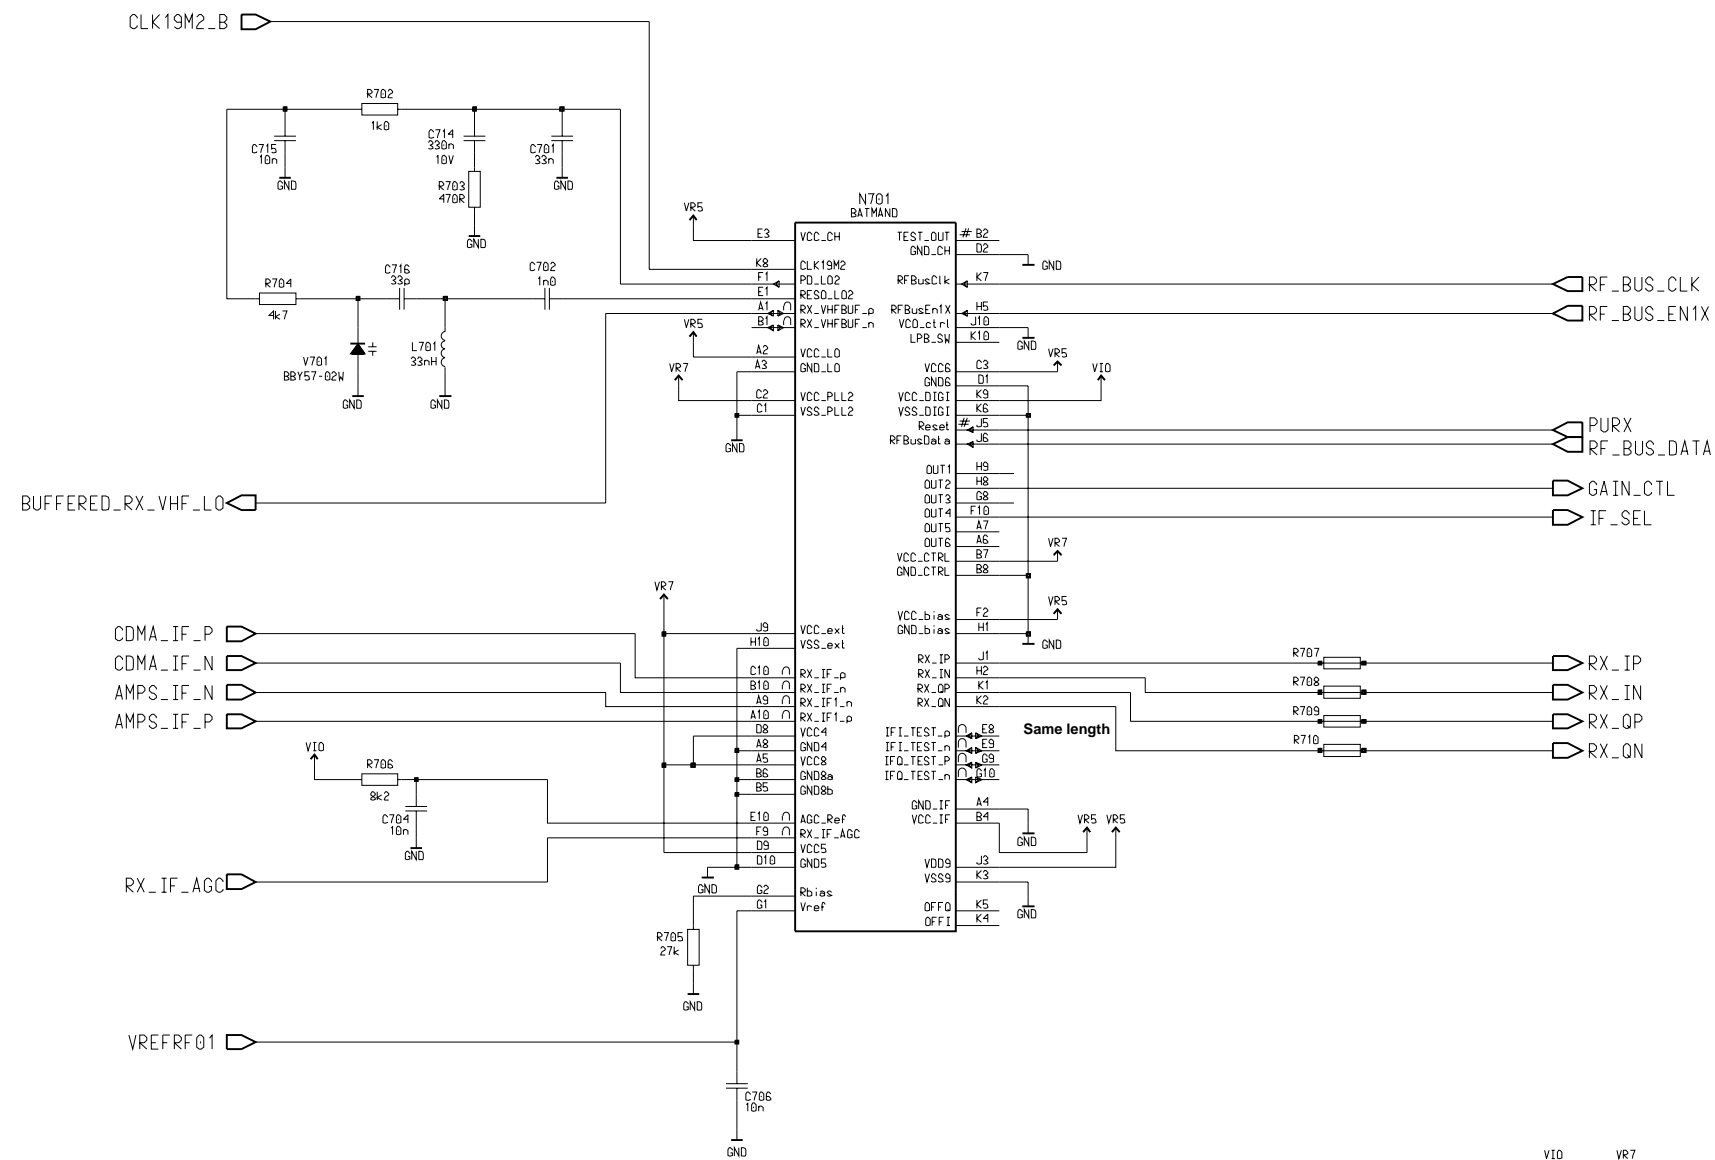 CLK19M2_B
R702
1k0
C715
10n
GND
C714
330n
10V
R703
470R
GND
C701
33n
GND
R704
4k7
C716
33p
C702
1n0
V701
BBY57-02W
GND
L701
33nH
GND
BUFFERED_RX_VHF_LO
CDMA_IF_P
CDMA_IF_N
AMPS_IF_N
AMPS_IF_P
VIO
R706
8k2
C704
10n
GND
RX_IF_AGC
VREFRF01
N701
BATMAND
VR5
E3 VCC_CH
K8 CLK19M2
F1 PD_LO2
E1 RESO_LO2
A1 RX_VHFBUF_p
B1 RX_VHFBUF_n
VR5
A2 VCC_LO
A3 GND_LO
VR7
C2 VCC_PLL2
C1 VSS_PLL2
GND
VR7
J9 VCC_ext
H10 VSS_ext
C10 RX_IF_p
B10 RX_IF_n
A9 RX_IF1_n
A10 RX_IF1_p
D8 VCC4
A8 GND4
A5 VCC8
B6 GND8a
B5 GND8b
E10 AGC_Ref
F9 RX_IF_AGC
D9 VCC5
D10 GND5
GND
G2 Rbias
G1 Vref
R705
27k
GND
C706
10n
GND
TEST_OUT # B2
GND_CH D2
GND
RFBusClk K7
RFBusEn1X H5
VCO_ctrl J10
LPB_SW K10
GND
VCC6 C3
VR5
GND6 D1
VCC_DIGI K9
VIO
VSS_DIGI K6
Reset # J5
RFBusData J6
OUT1 H9
OUT2 H8
OUT3 G8
OUT4 F10
OUT5 A7
OUT6 A6
VCC_CTRL B7
VR7
GND_CTRL B8
VCC_bias F2
VR5
GND_bias H1
GND
RX_IP J1
RX_IN H2
RX_QP K1
RX_QN K2
IFI_TEST_p E8
Same length
IFI_TEST_n E9
IFQ_TEST_P G9
IFQ_TEST_n G10
GND_IF A4
VCC_IF B4
GND
VR5 VR5
VDD9 J3
VSS9 K3
GND
OFFQ K5
OFFI K4
RF_BUS_CLK
RF_BUS_EN1X
PURX
RF_BUS_DATA
GAIN_CTL
IF_SEL
R707
RX_IP
R708
RX_IN
R709
RX_QP
R710
RX_QN
VIO VR7